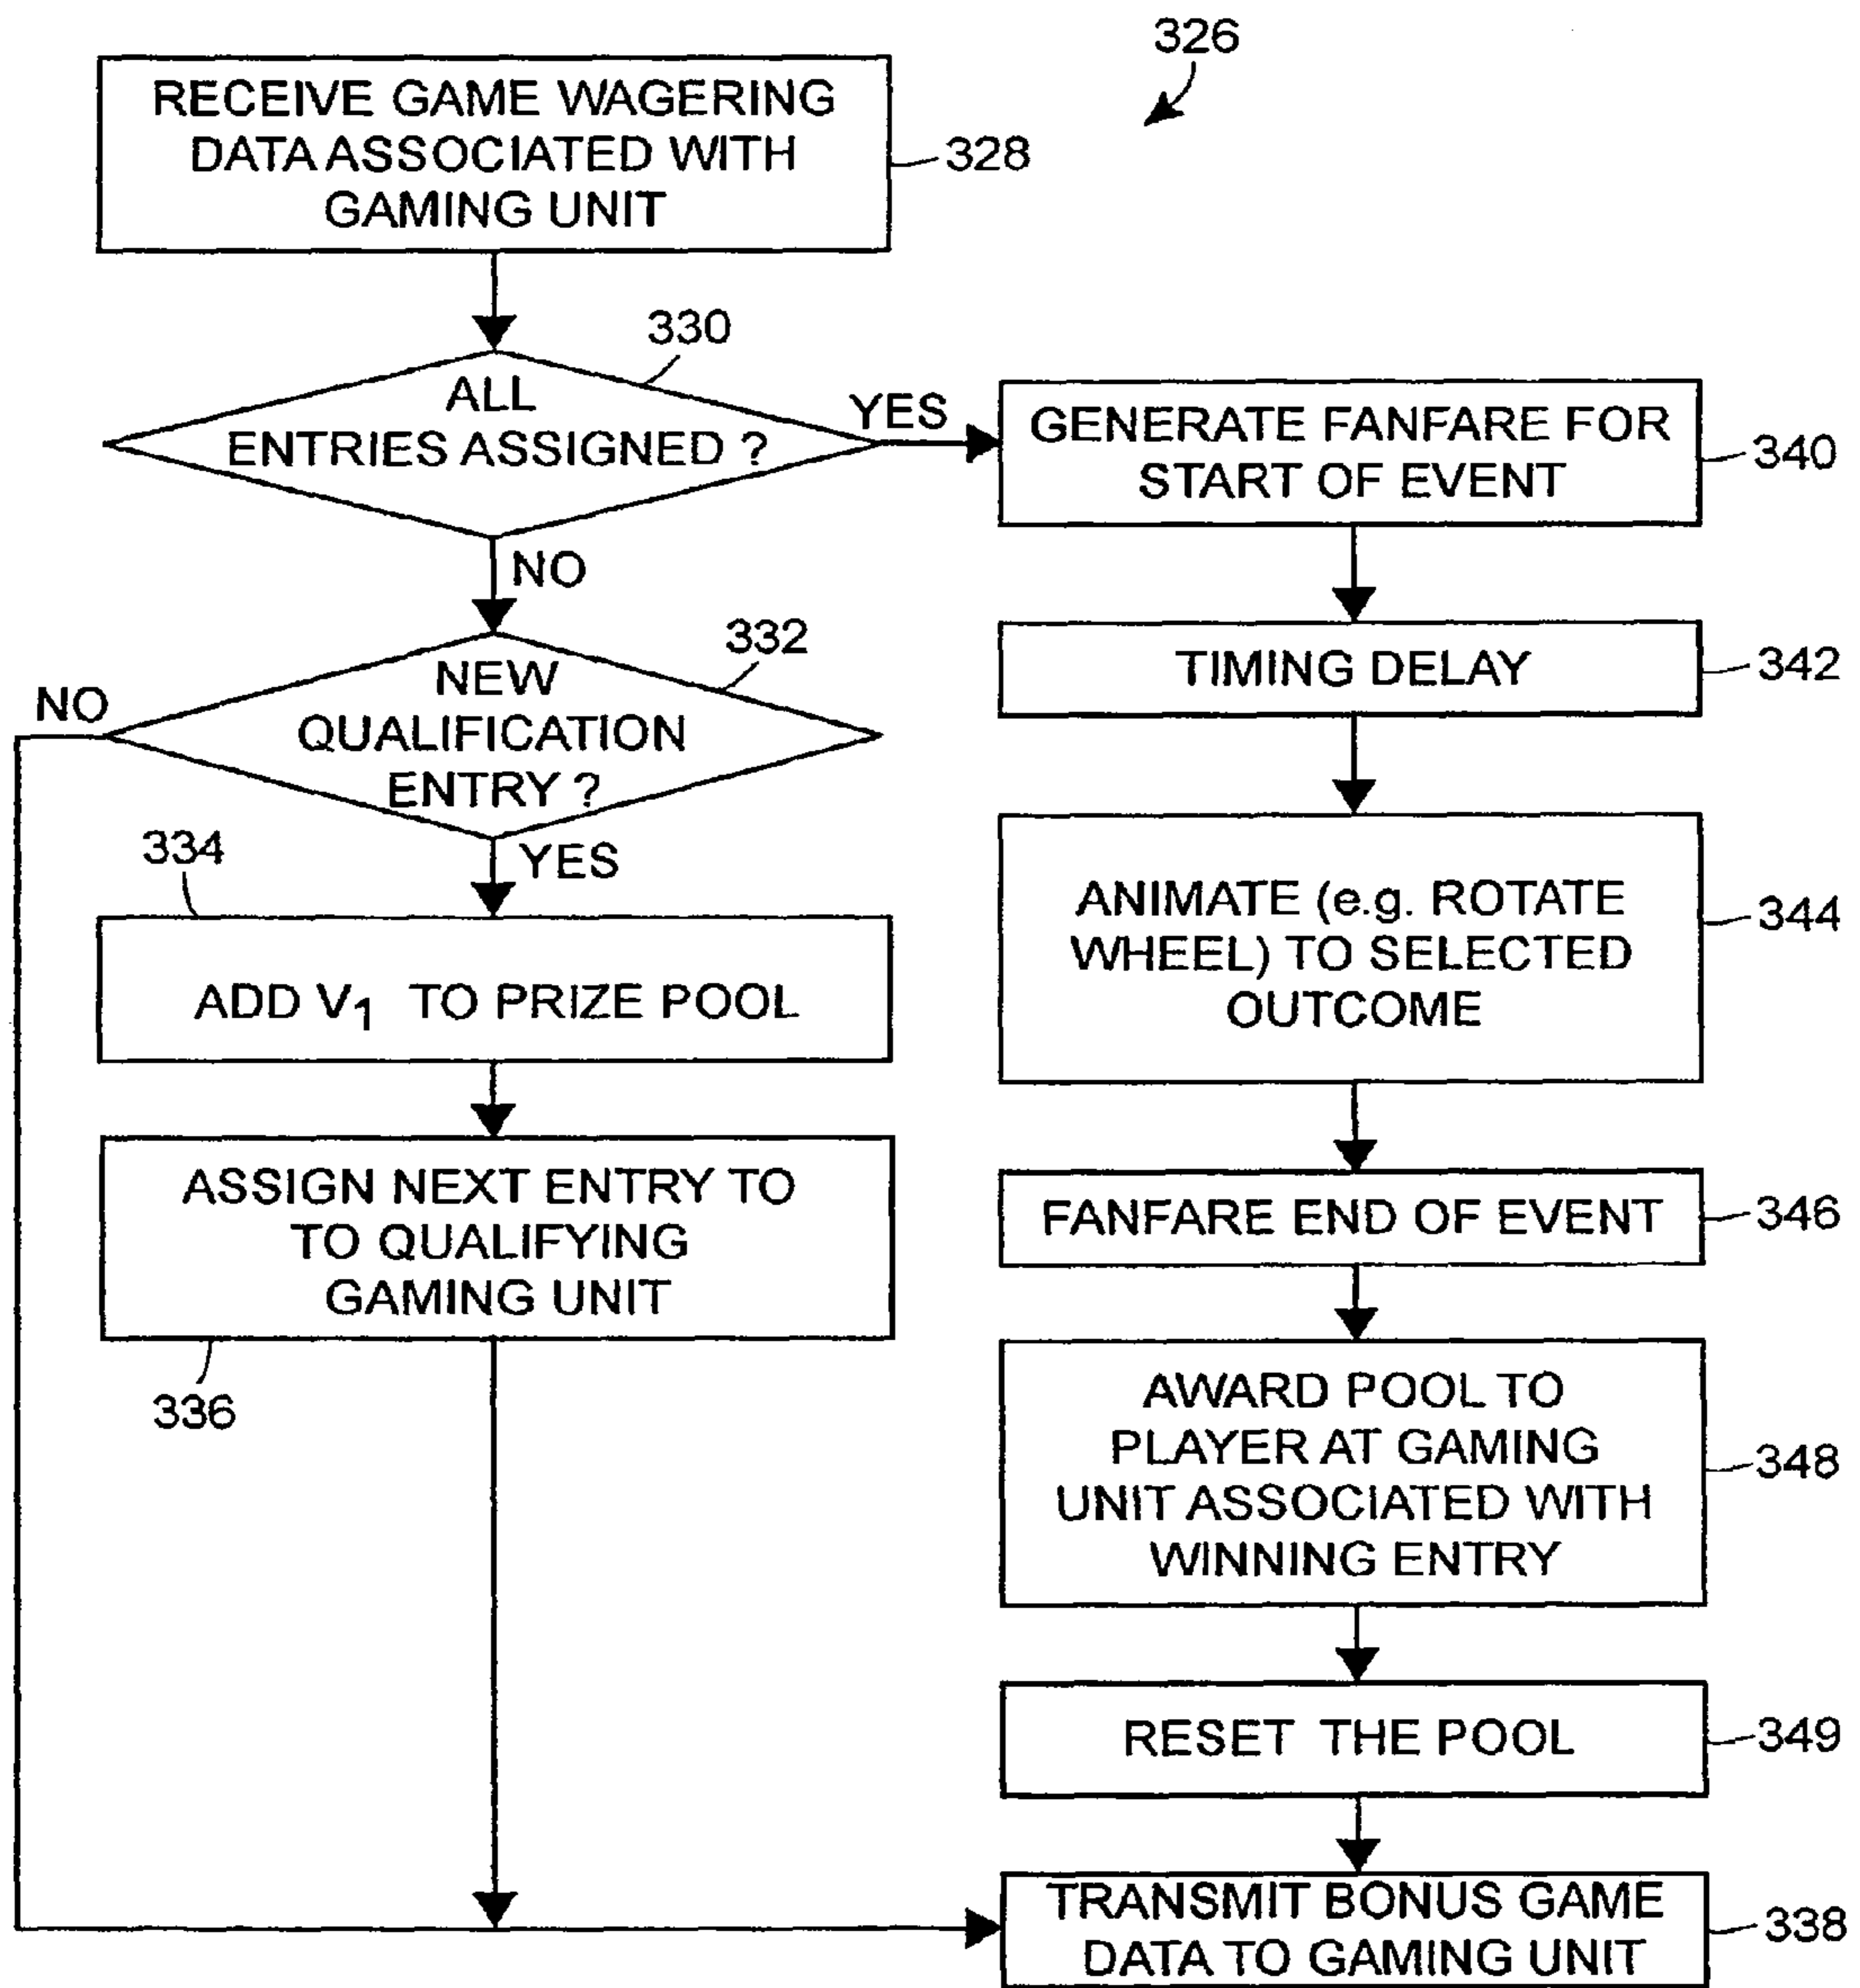 326
RECEIVE GAME WAGERING
DATA ASSOCIATED WITH
GAMING UNIT
328
330
ALL
ENTRIES ASSIGNED ?
YES
NO
332
NEW
QUALIFICATION
ENTRY ?
NO
YES
334
ADD V₁ TO PRIZE POOL
ASSIGN NEXT ENTRY TO
TO QUALIFYING
GAMING UNIT
336
GENERATE FANFARE FOR
START OF EVENT
340
TIMING DELAY
342
ANIMATE (e.g. ROTATE
WHEEL) TO SELECTED
OUTCOME
344
FANFARE END OF EVENT
346
AWARD POOL TO
PLAYER AT GAMING
UNIT ASSOCIATED WITH
WINNING ENTRY
348
RESET THE POOL
349
TRANSMIT BONUS GAME
DATA TO GAMING UNIT
338